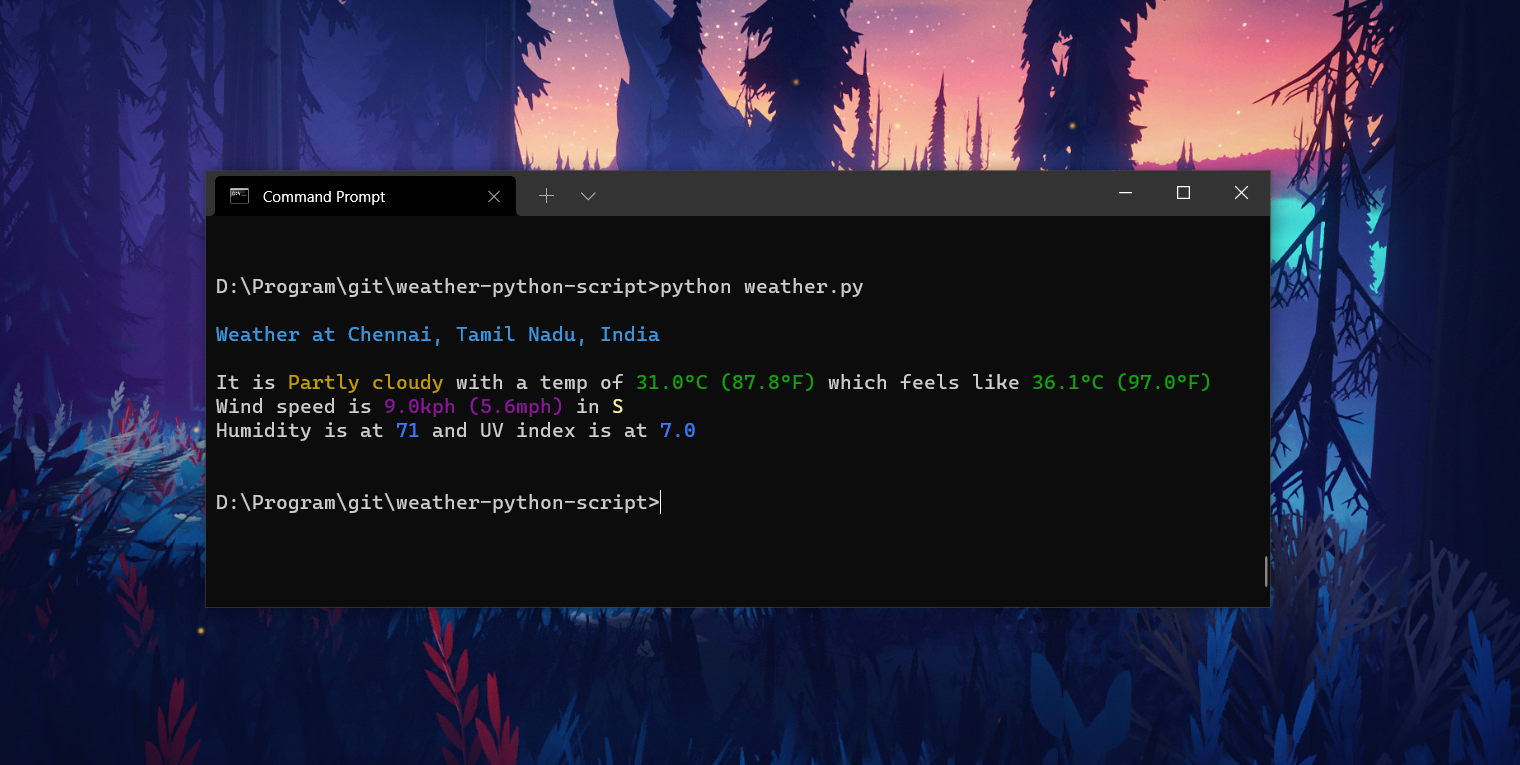 Command Prompt
D:\Program\git\weather-python-script>python weather.py
Weather at Chennai, Tamil Nadu, India
It is Partly cloudy with a temp of 31.0°C (87.8°F) which feels like 36.1°C (97.0°F)
Wind speed is 9.0kph (5.6mph) in S
Humidity is at 71 and UV index is at 7.0
D:\Program\git\weather-python-script>